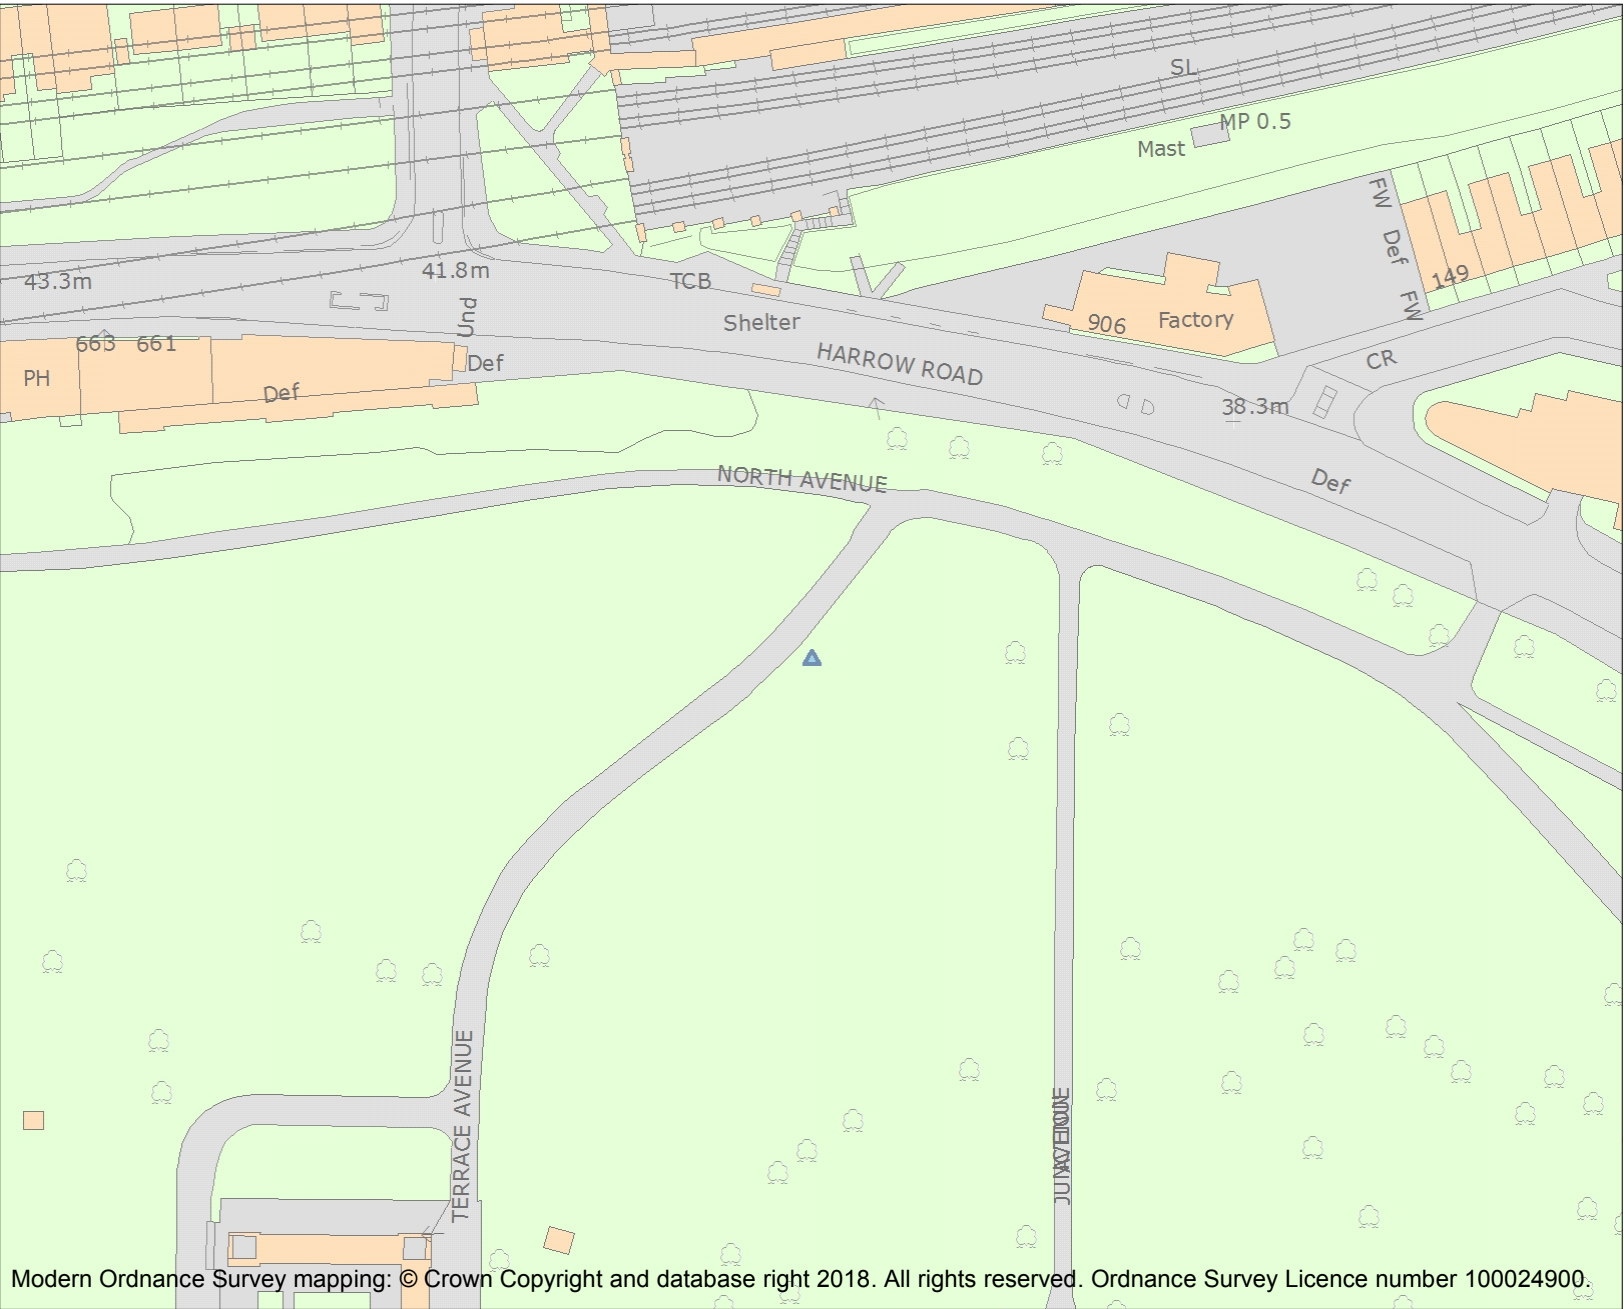 SL
MP 0.5
Mast
FW
Def
FW
149
43.3m
41.8m
TCB
Und
Shelter
906
Factory
663
661
PH
Def
Def
HARROW ROAD
CR
38.3m
Def
NORTH AVENUE
TERRACE AVENUE
JUNCTION
AVENUE
Modern Ordnance Survey mapping: © Crown Copyright and database right 2018. All rights reserved. Ordnance Survey Licence number 100024900.